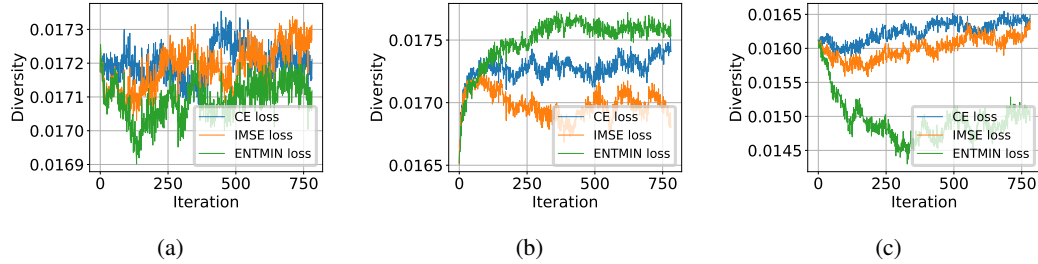 0.0173
0.0172
0.0171
0.0170
0.0169
Diversity
0 250 500 750
Iteration
CE loss
IMSE loss
ENTMIN loss
(a)
0.0175
0.0170
0.0165
Diversity
0 250 500 750
Iteration
CE loss
IMSE loss
ENTMIN loss
(b)
0.0165
0.0160
0.0155
0.0150
0.0145
Diversity
0 250 500 750
Iteration
CE loss
IMSE loss
ENTMIN loss
(c)